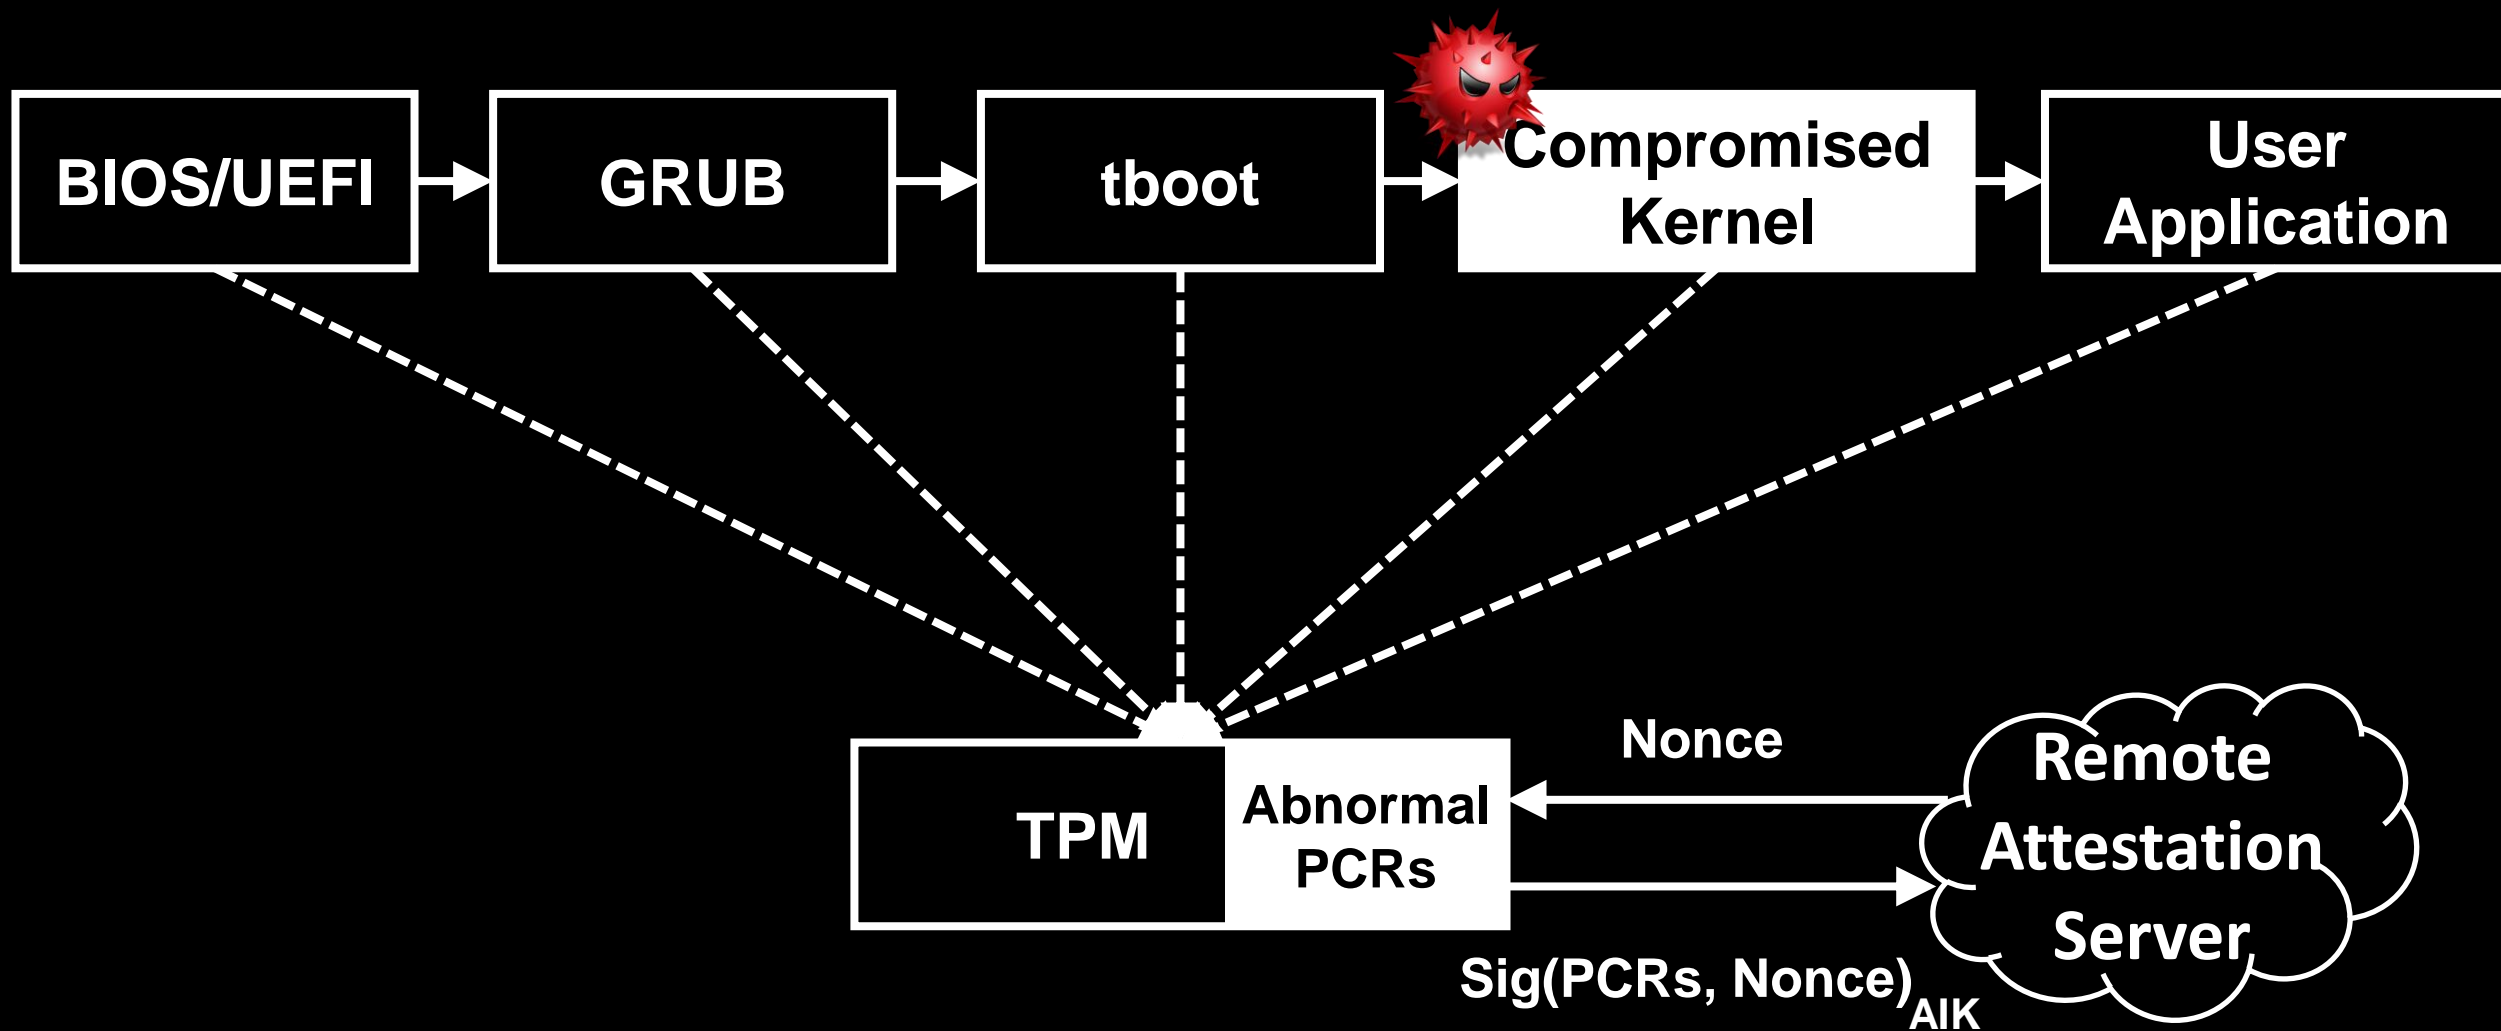 BIOS/UEFI
GRUB
tboot
Compromised
Kernel
User
Application
TPM
Abnormal
PCRs
Nonce
Sig(PCRs, Nonce)AIK
Remote
Attestation
Server